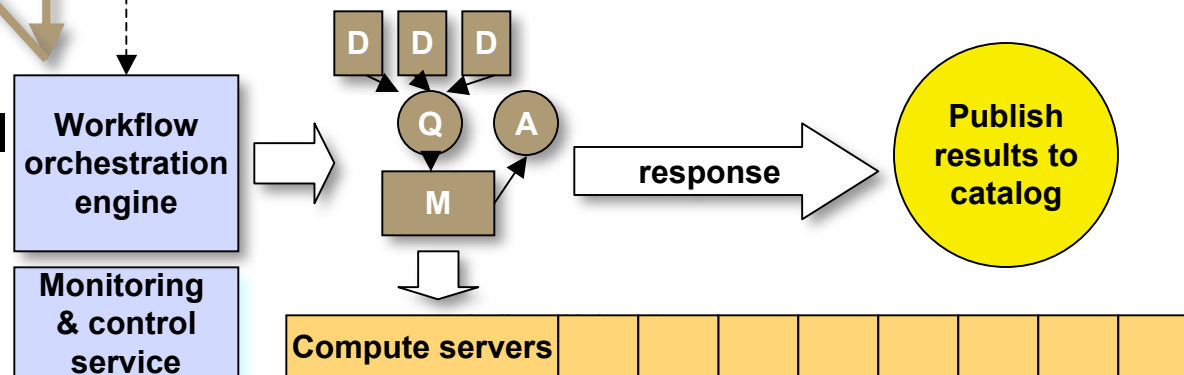 D D D
Workflow
orchestration
engine
Q A
M
response
Publish
results to
catalog
Monitoring
& control
service
Compute servers